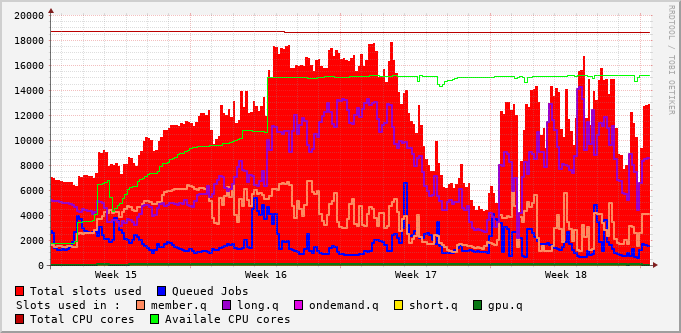 20000
18000
16000
14000
12000
10000
8000
6000
4000
2000
0
Week 15 Week 16 Week 17 Week 18
RRDTOOL / TOBI OETIKER
Total slots used Queued Jobs
Slots used in : member.q long.q ondemand.q short.q gpu.q
Total CPU cores Availale CPU cores